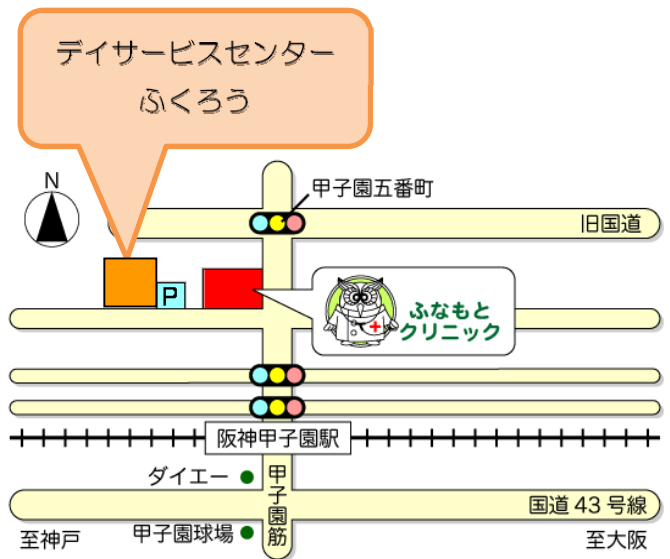 デイサービスセンター
ふくろう
N
甲子園五番町
旧国道
P
ふなもと
クリニック
阪神甲子園駅
ダイエー
甲子園筋
国道43号線
至神戸
甲子園球場
至大阪